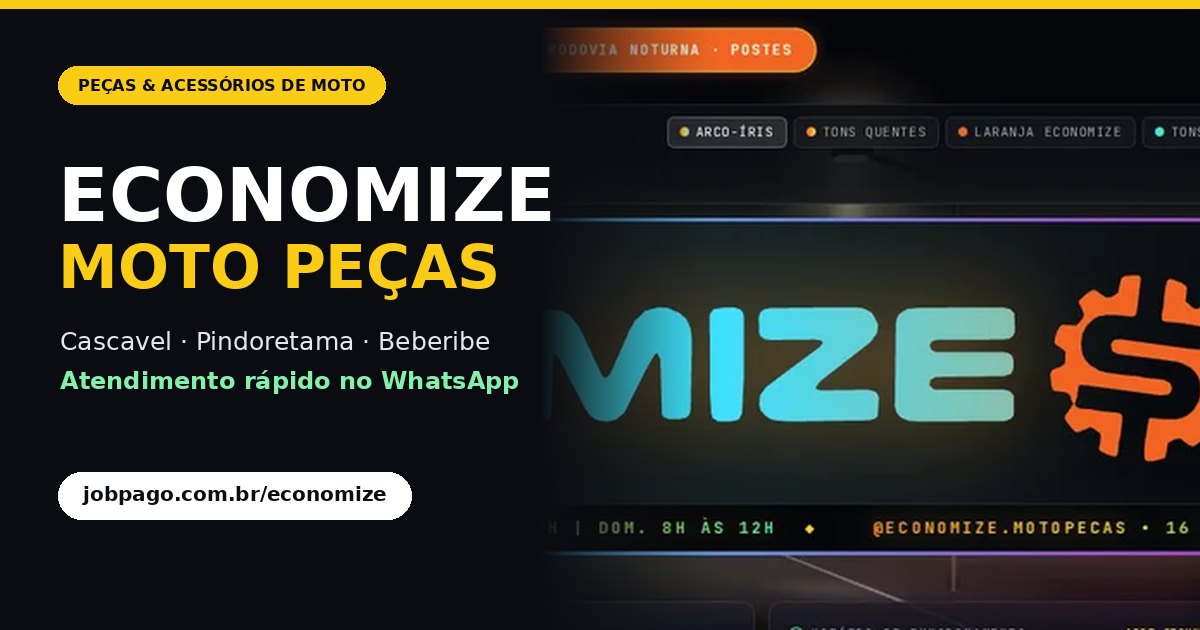 PEÇAS & ACESSÓRIOS DE MOTO
ECONOMIZE
MOTO PEÇAS
Cascavel · Pindoretama · Beberibe
Atendimento rápido no WhatsApp
jobpago.com.br/economize
RODOVIA NOTURNA · POSTES
ARCO-ÍRIS
TONS QUENTES
LARANJA ECONOMIZE
TONS
MIZE
H | DOM. 8H ÀS 12H ◆ @ECONOMIZE.MOTOPECAS • 16